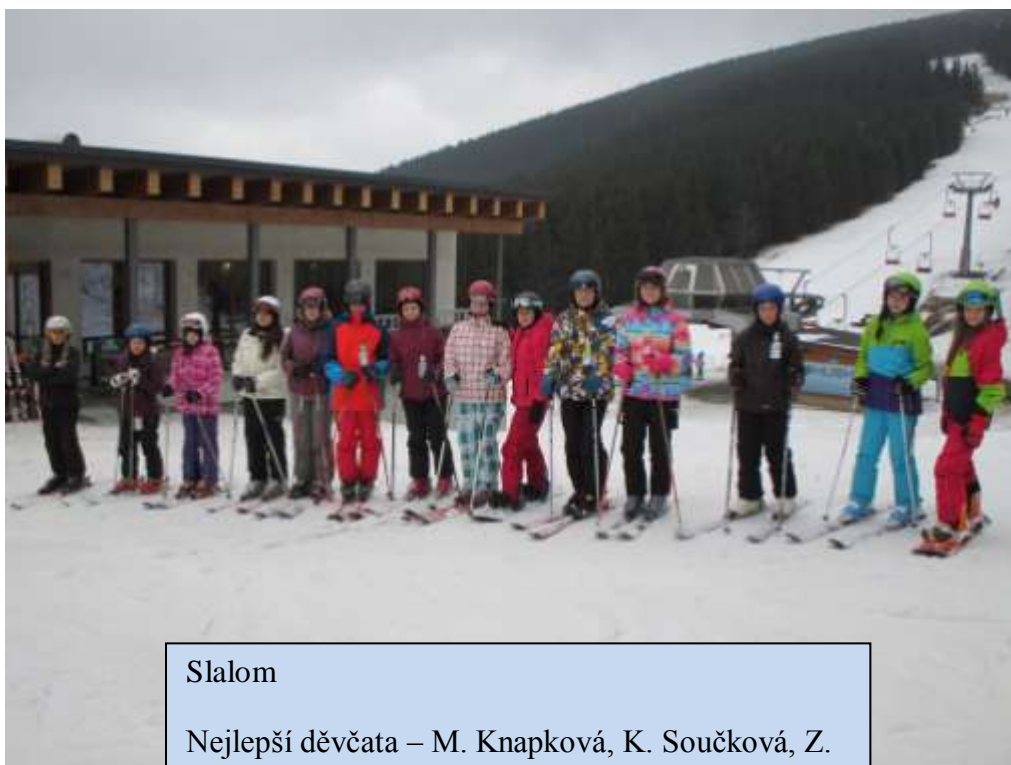 Slalom
Nejlepší děvčata – M. Knapková, K. Součková, Z.